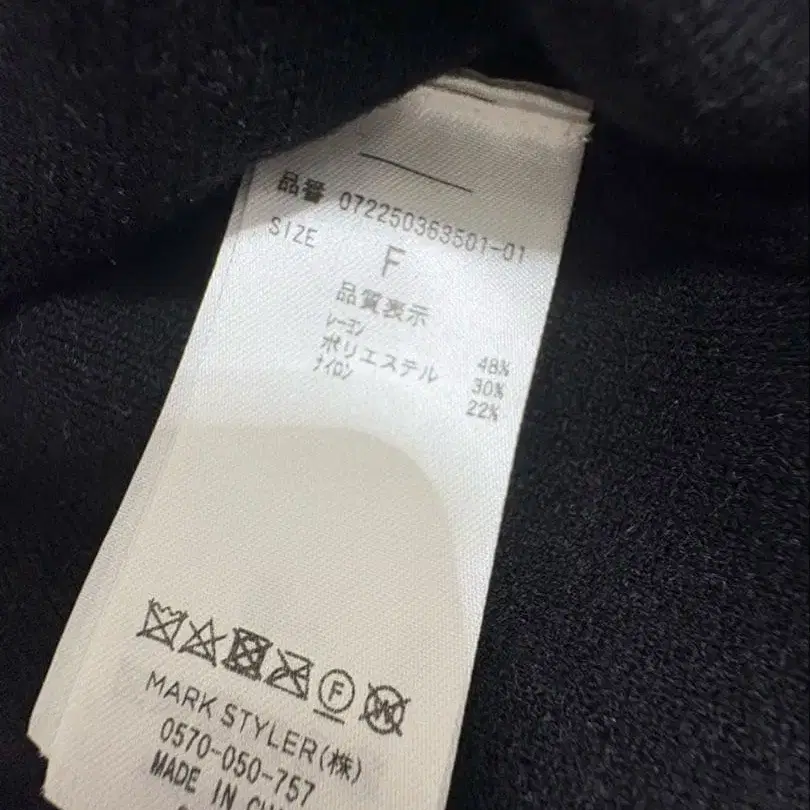 品番 072250363501-01
SIZE F
品質表示
レーヨン 48%
ポリエステル 30%
ナイロン 22%
F
W
MARK STYLER(株)
0570-050-757
MADE IN